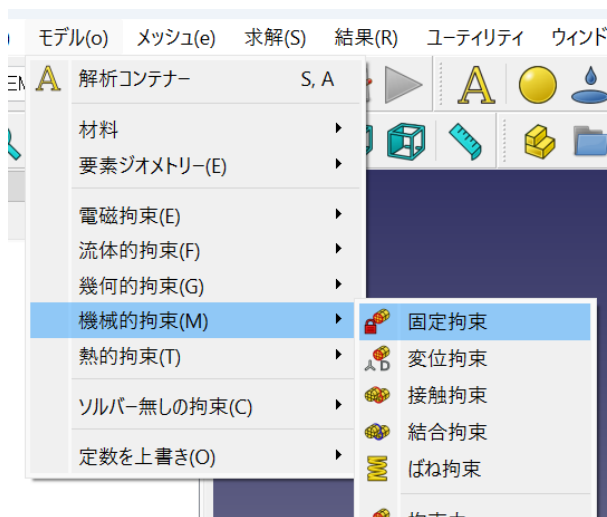 モデル(o) メッシュ(e) 求解(S) 結果(R) ユーティリティ ウィンド
解析コンテナー S, A
材料
要素ジオメトリー(E)
電磁拘束(E)
流体的拘束(F)
幾何的拘束(G)
機械的拘束(M)
熱的拘束(T)
ソルバー無しの拘束(C)
定数を上書き(O)
固定拘束
変位拘束
接触拘束
結合拘束
ばね拘束